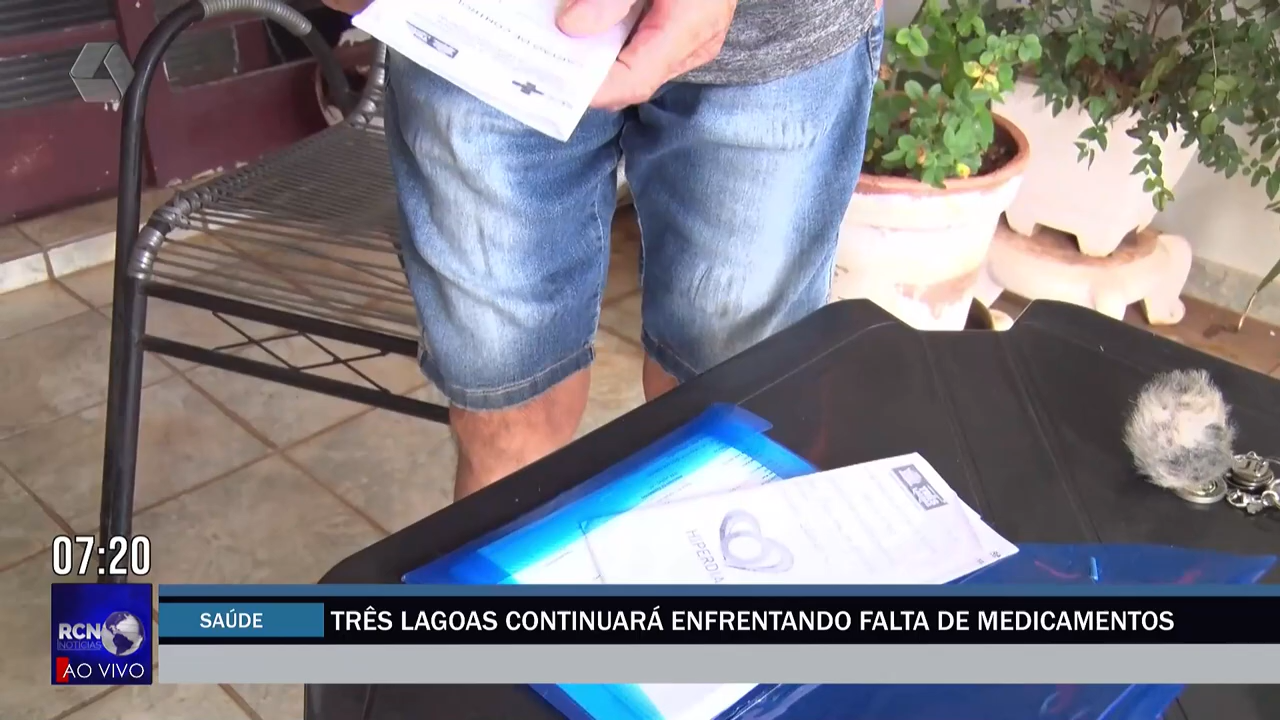 HIPERDIA
07:20
RCN
NOTÍCIAS
AO VIVO
SAÚDE
TRÊS LAGOAS CONTINUARÁ ENFRENTANDO FALTA DE MEDICAMENTOS